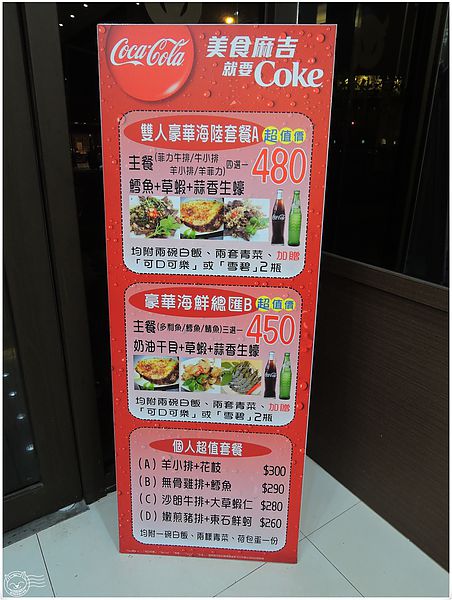 Coca-Cola
美食麻吉
就要Coke
雙人豪華海陸套餐A 超值價
主餐(菲力牛排/牛小排
羊小排/羊菲力)四選一 480
鱈魚+草蝦+蒜香生蠔
均附兩碗白飯、兩套青菜、加贈
「可口可樂」或「雪碧」2瓶
豪華海鮮總匯B 超值價
主餐(多利魚/鱈魚/鯖魚)三選一 450
奶油干貝+草蝦+蒜香生蠔
均附兩碗白飯、兩套青菜、加贈
「可口可樂」或「雪碧」2瓶
個人超值套餐
(A) 羊小排+花枝 $300
(B) 無骨雞排+鱈魚 $290
(C) 沙朗牛排+大草蝦仁 $280
(D) 嫩煎豬排+東石鮮蚵 $260
均附一碗白飯、兩樣青菜、荷包蛋一份